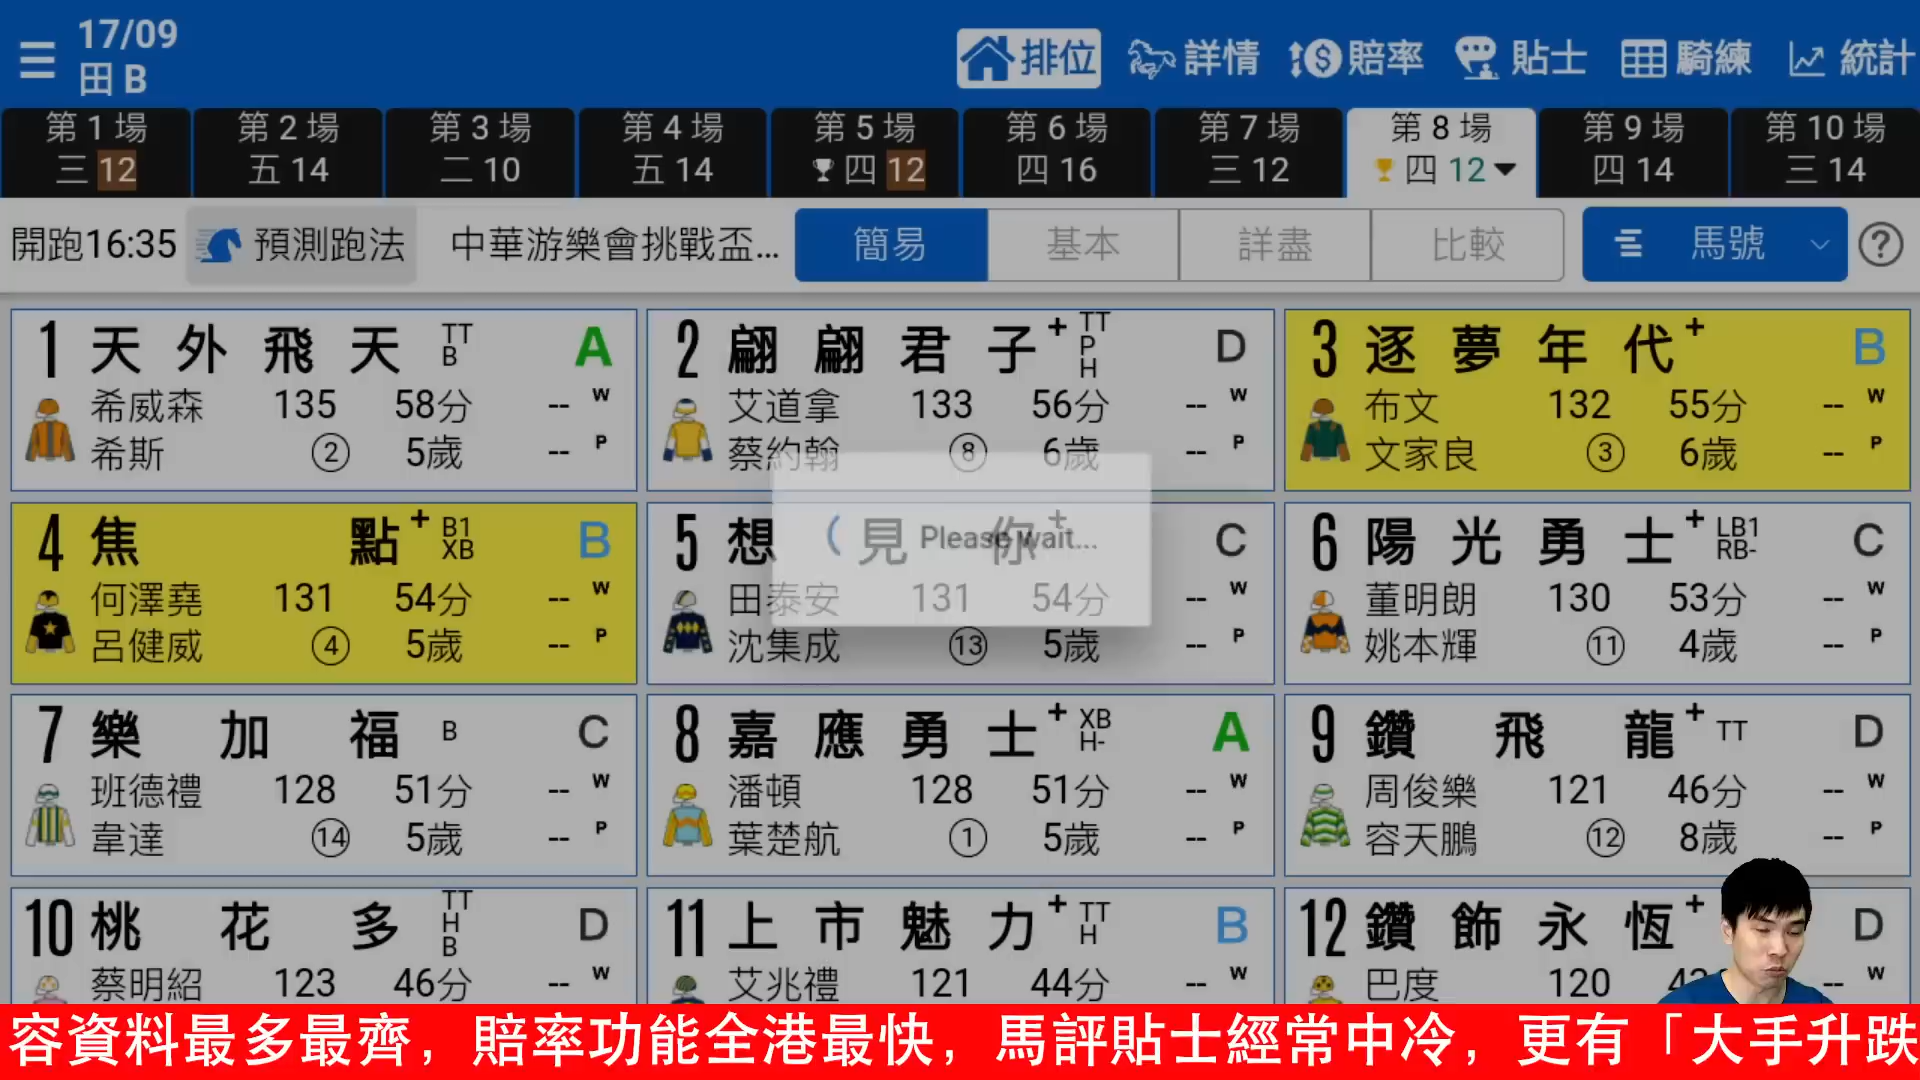 17/09
田 B
排位
詳情
賠率
貼士
騎練
統計
第 1 場
三 12
第 2 場
五 14
第 3 場
二 10
第 4 場
五 14
第 5 場
四 12
第 6 場
四 16
第 7 場
三 12
第 8 場
四 12
第 9 場
四 14
第 10 場
三 14
開跑16:35
預測跑法
中華游樂會挑戰盃...
簡易
基本
詳盡
比較
馬號
?
1 天外飛天 TT B A
希威森 135 58分 -- W
希斯 2 5歲 -- P
2 翩翩君子+ TT P H D
艾道拿 133 56分 -- W
蔡約翰 8 6歲 -- P
3 逐夢年代+ B
布文 132 55分 -- W
文家良 3 6歲 -- P
4 焦點+ B1 XB B
何澤堯 131 54分 -- W
呂健威 4 5歲 -- P
5 想見你+ C
Please wait...
田泰安 131 54分 -- W
沈集成 13 5歲 -- P
6 陽光勇士+ LB1 RB- C
董明朗 130 53分 -- W
姚本輝 11 4歲 -- P
7 樂加福 B C
班德禮 128 51分 -- W
韋達 14 5歲 -- P
8 嘉應勇士+ XB H- A
潘頓 128 51分 -- W
葉楚航 1 5歲 -- P
9 鑽飛龍+ TT D
周俊樂 121 46分 -- W
容天鵬 12 8歲 -- P
10 桃花多 TT H B D
蔡明紹 123 46分 -- W
11 上市魅力+ TT H B
艾兆禮 121 44分 -- W
12 鑽飾永恆+ D
巴度 120 -- W
容資料最多最齊，賠率功能全港最快，馬評貼士經常中冷，更有「大手升跌